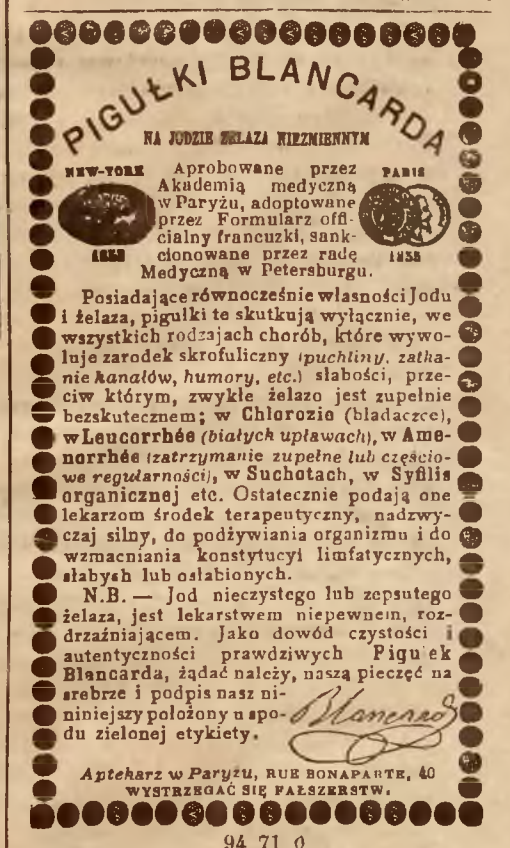 PIGUŁKI BLANCARDA
NA JODZIE ŻELAZA NIEZMIENNYM
NEW-YORK
PARIS
Aprobowane przez
Akademią medyczną
w Paryżu, adoptowane
przez Formularz offi-
cialny francuzki, sank-
cionowane przez radę
Medyczną w Petersburgu.
1855
Posiadające równocześnie własności Jodu
i żelaza, pigułki te skutkują wyłącznie, we
wszystkich rodzajach chorób, które wywo-
łuje zarodek skrofuliczny (puchliny, zatka-
nie kanałów, humory, etc.) słabości, prze-
ciw którym, zwykłe żelazo jest zupełnie
bezskutecznem; w Chlorozie (bladaczce),
w Leucorrhée (białych upławach), w Ame-
norrhée (zatrzymanie zupełne lub częścio-
we regularności), w Suchotach, w Syfilis
organicznej etc. Ostatecznie podają one
lekarzom środek terapeutyczny, nadzwy-
czaj silny, do podżywiania organizmu i do
wzmacniania konstytucyi limfatycznych,
słabych lub osłabionych.
N.B. — Jod nieczystego lub zepsutego
żelaza, jest lekarstwem niepewnem, roz-
drzaźniającem. Jako dowód czystości i
autentyczności prawdziwych Pigułek
Blancarda, żądać należy, naszą pieczęć na
srebrze i podpis nasz ni-
niniejszy położony u spo-
du zielonej etykiety.
Blancard
Aptekarz w Paryżu, RUE BONAPARTE, 40
WYSTRZEGAĆ SIĘ FAŁSZERSTW.
94 71 0